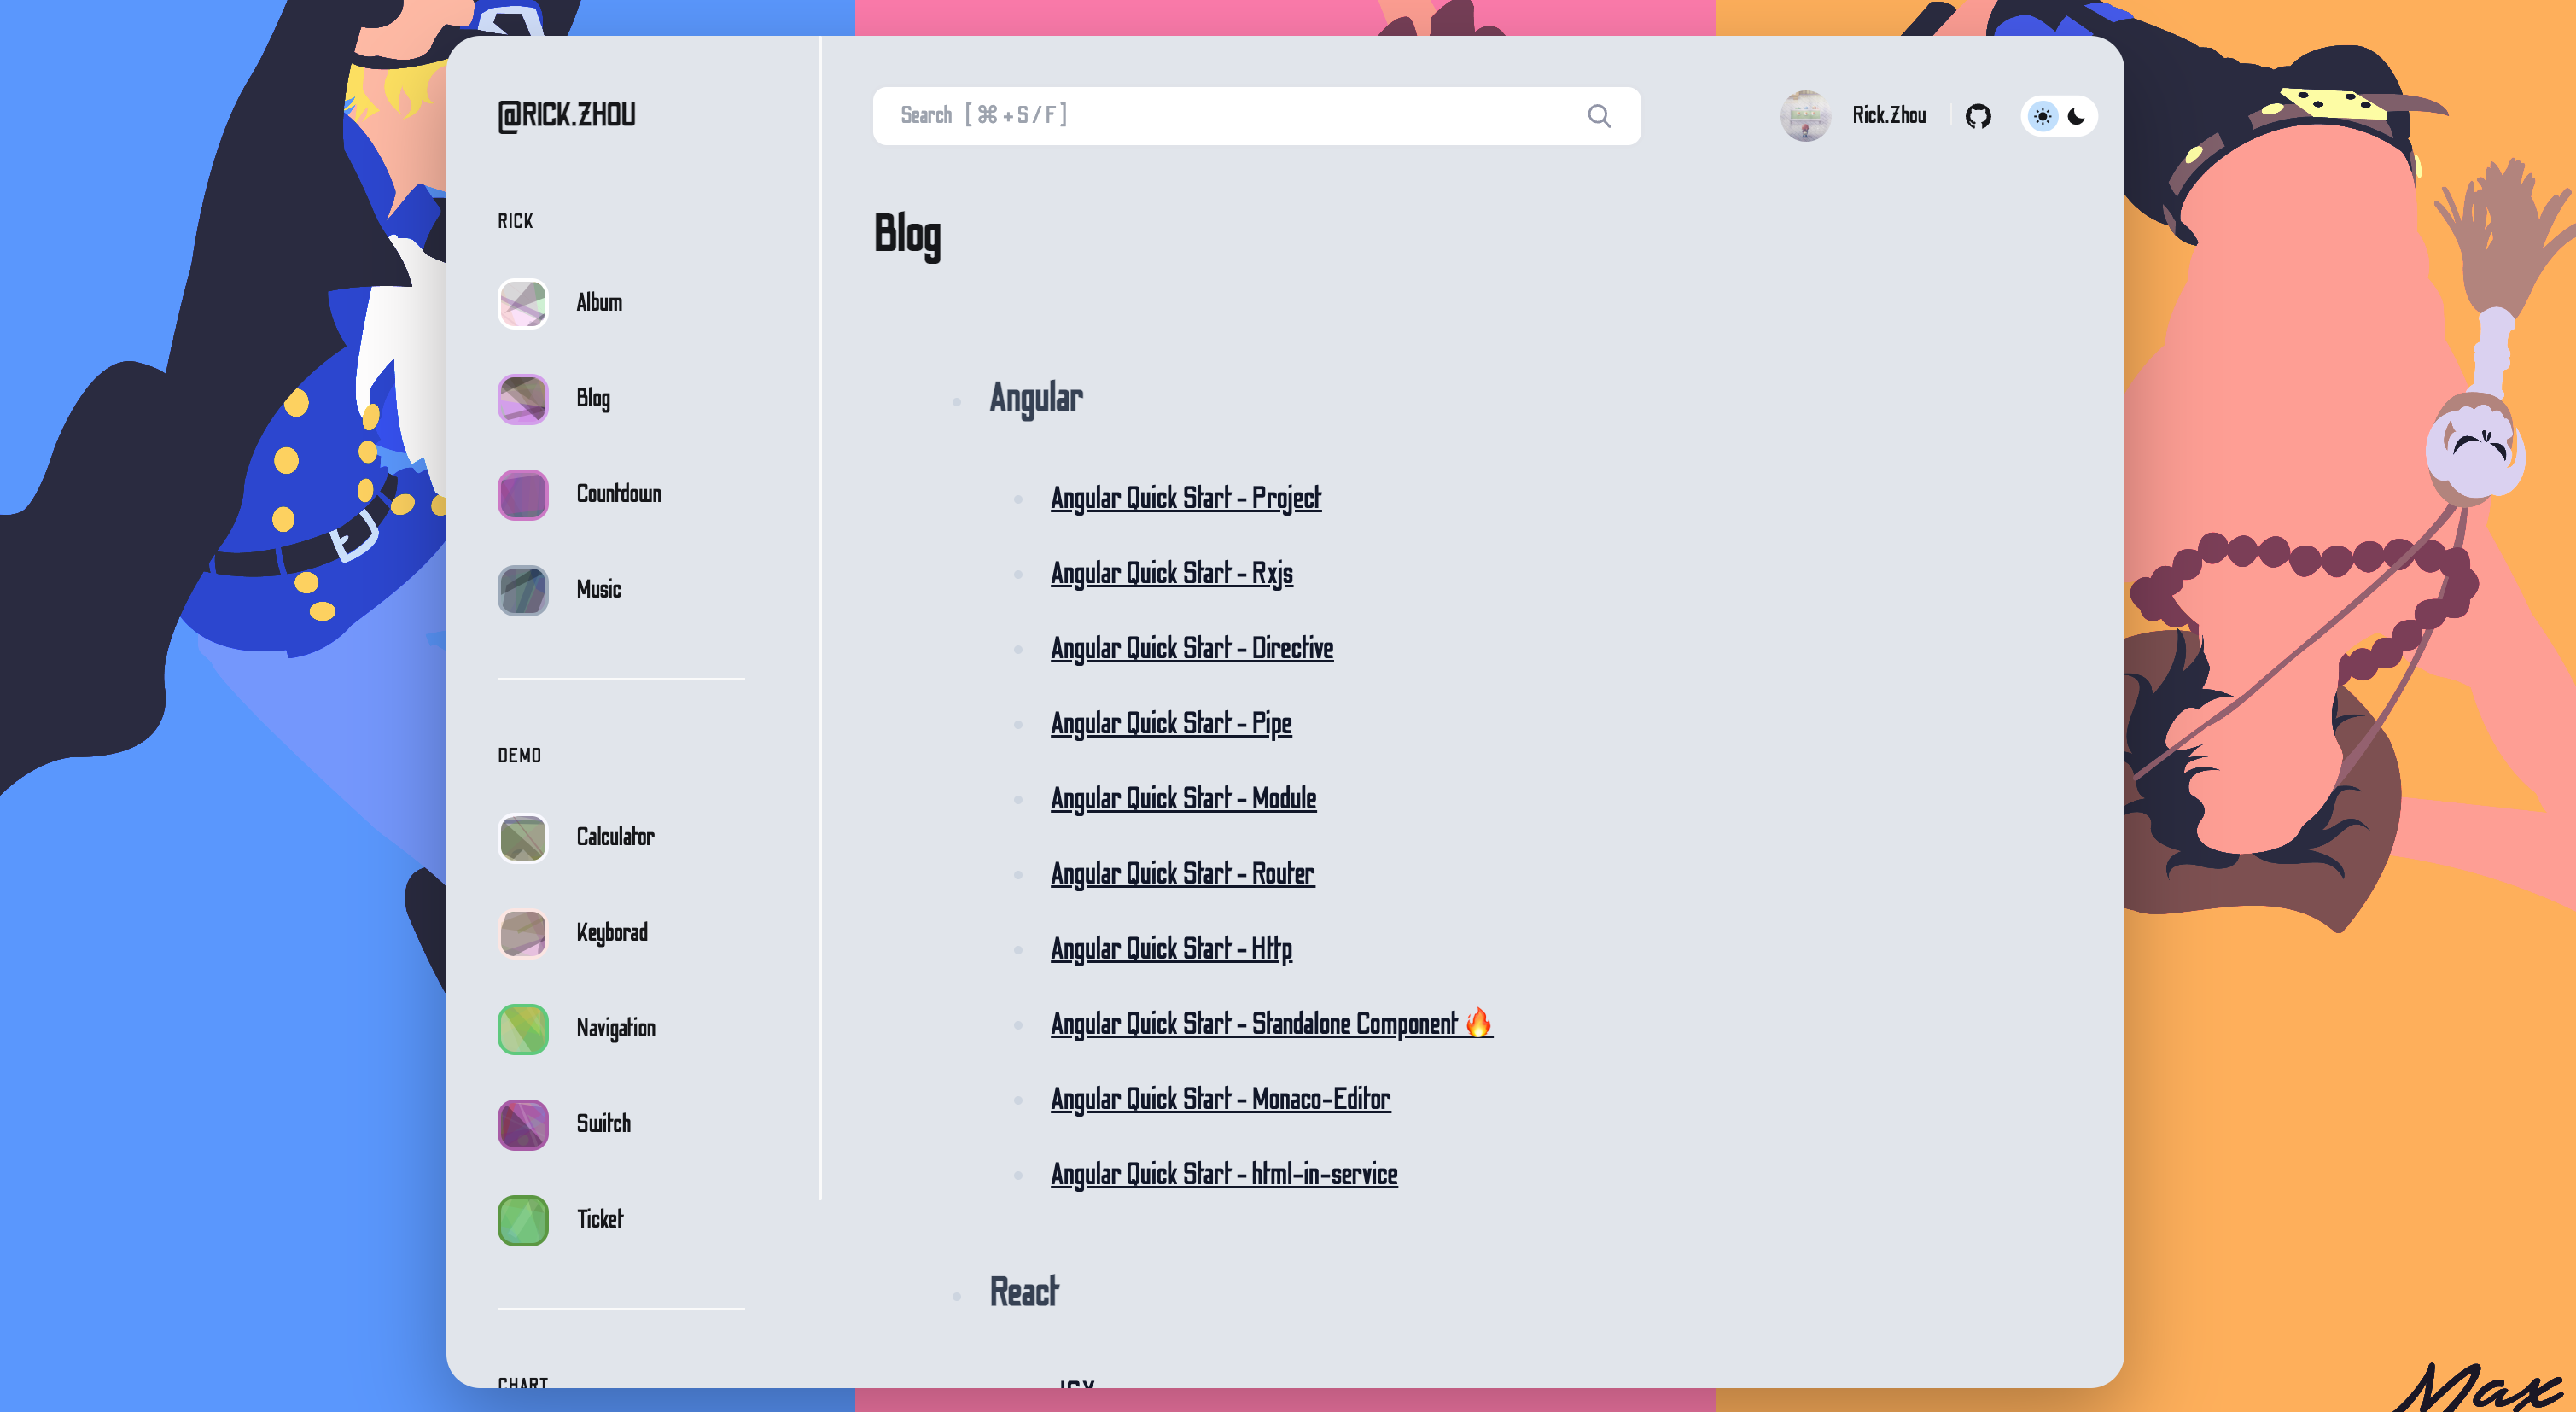 @RICK.ZHOU
RICK
Album
Blog
Countdown
Music
DEMO
Calculator
Keyborad
Navigation
Switch
Ticket
CHART
Search [ ⌘ + S / F ]
Rick.Zhou
Blog
Angular
Angular Quick Start - Project
Angular Quick Start - Rxjs
Angular Quick Start - Directive
Angular Quick Start - Pipe
Angular Quick Start - Module
Angular Quick Start - Router
Angular Quick Start - Http
Angular Quick Start - Standalone Component 🔥
Angular Quick Start - Monaco-Editor
Angular Quick Start - html-in-service
React
JSX
Max